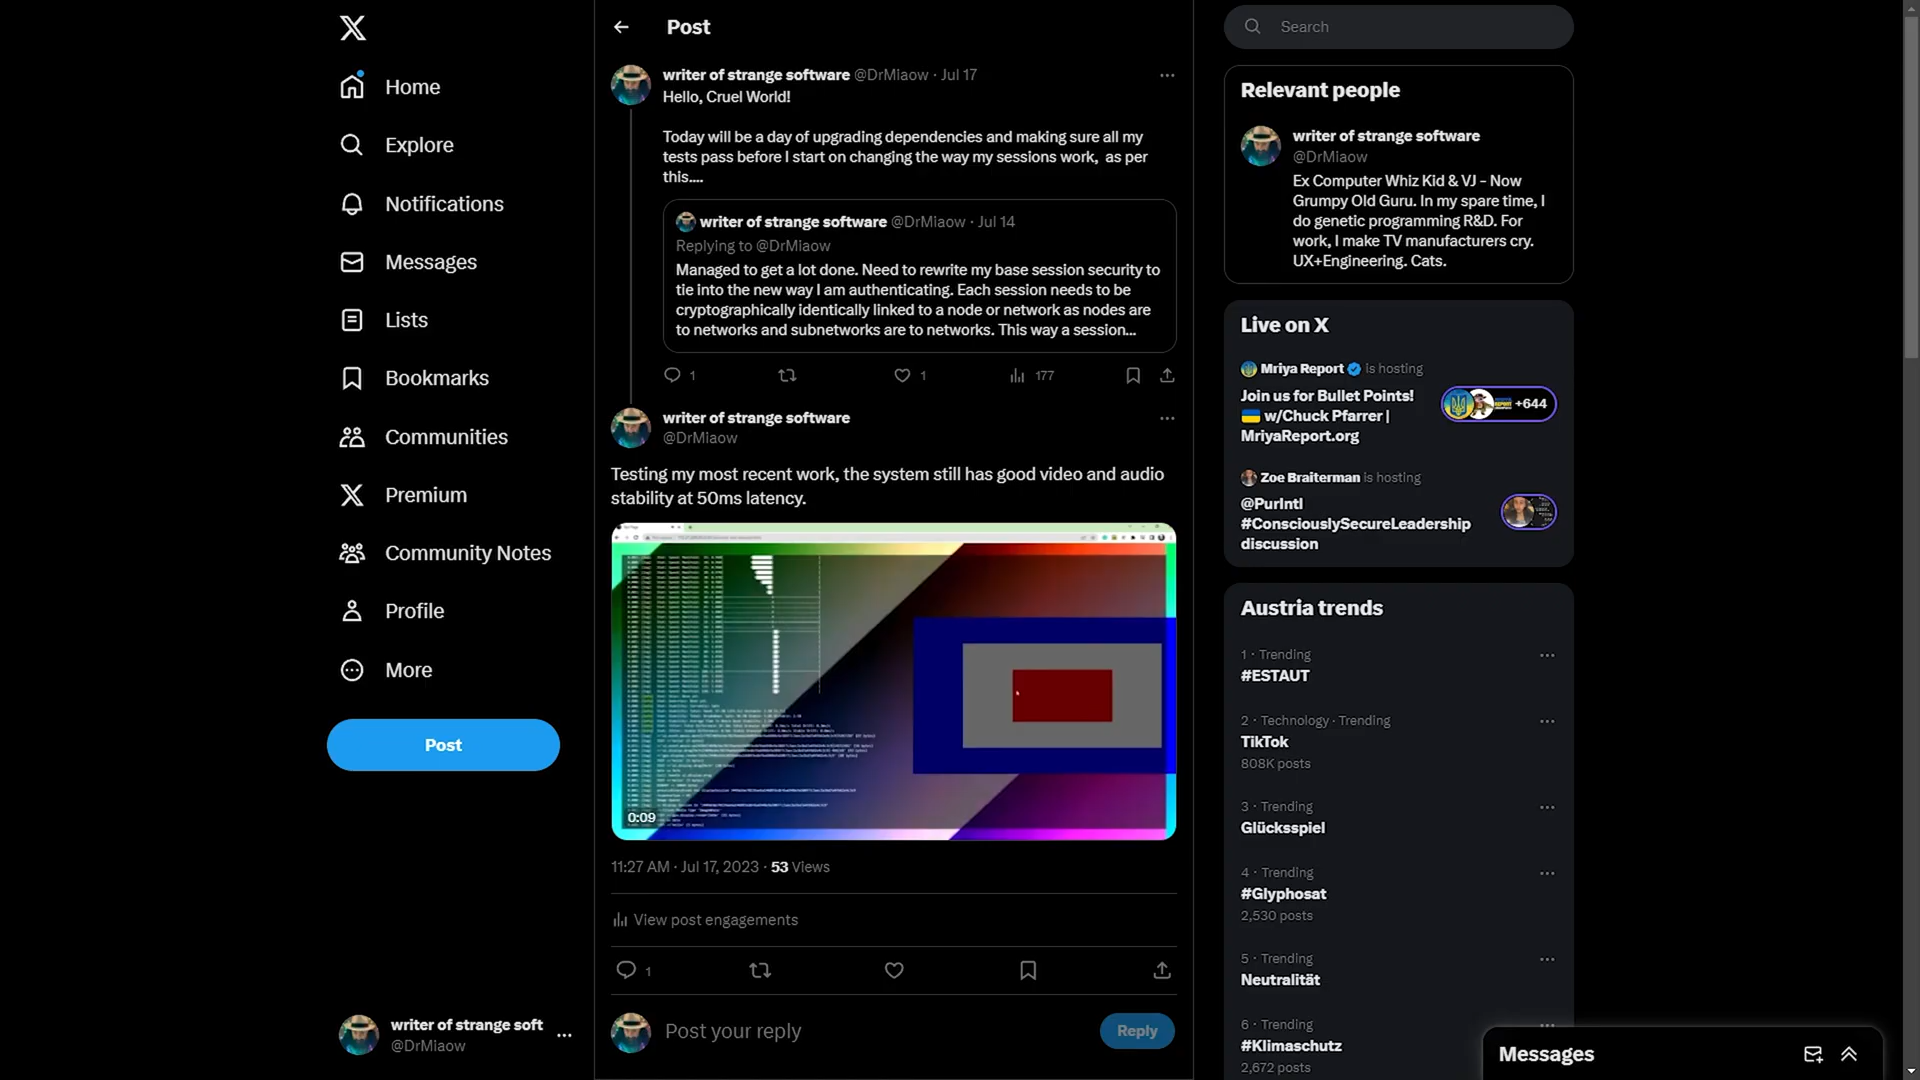 Home
Explore
Notifications
Messages
Lists
Bookmarks
Communities
Premium
Community Notes
Profile
More
Post
writer of strange soft
@DrMiaow
Post
writer of strange software @DrMiaow · Jul 17
Hello, Cruel World!
Today will be a day of upgrading dependencies and making sure all my
tests pass before I start on changing the way my sessions work, as per
this....
writer of strange software @DrMiaow · Jul 14
Replying to @DrMiaow
Managed to get a lot done. Need to rewrite my base session security to
tie into the new way I am authenticating. Each session needs to be
cryptographically identically linked to a node or network as nodes are
to networks and subnetworks are to networks. This way a session...
1 1 177
writer of strange software
@DrMiaow
Testing my most recent work, the system still has good video and audio
stability at 50ms latency.
0:09
11:27 AM · Jul 17, 2023 · 53 Views
View post engagements
1
Post your reply
Reply
Search
Relevant people
writer of strange software
@DrMiaow
Ex Computer Whiz Kid & VJ - Now
Grumpy Old Guru. In my spare time, I
do genetic programming R&D. For
work, I make TV manufacturers cry.
UX+Engineering. Cats.
Live on X
Mriya Report is hosting
Join us for Bullet Points!
w/Chuck Pfarrer |
MriyaReport.org
+644
Zoe Braiterman is hosting
@PurIntl
#ConsciouslySecureLeadership
discussion
Austria trends
1 · Trending
#ESTAUT
2 · Technology · Trending
TikTok
808K posts
3 · Trending
Glücksspiel
4 · Trending
#Glyphosat
2,530 posts
5 · Trending
Neutralität
6 · Trending
#Klimaschutz
2,672 posts
Messages